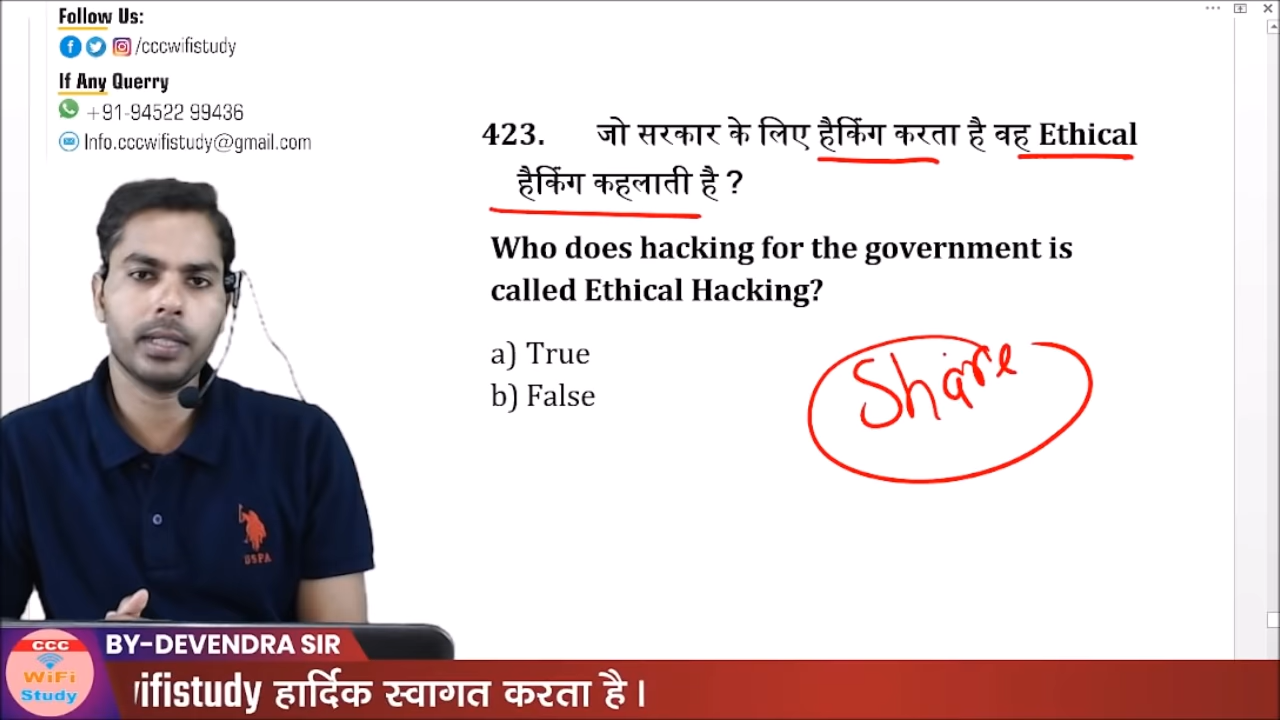 Follow Us:
/cccwifistudy
If Any Querry
+91-94522 99436
Info.cccwifistudy@gmail.com
423. जो सरकार के लिए हैकिंग करता है वह Ethical
हैकिंग कहलाती है ?
Who does hacking for the government is
called Ethical Hacking?
a) True
b) False
Share
USPA
CCC
WiFi
Study
BY-DEVENDRA SIR
wifistudy हार्दिक स्वागत करता है।